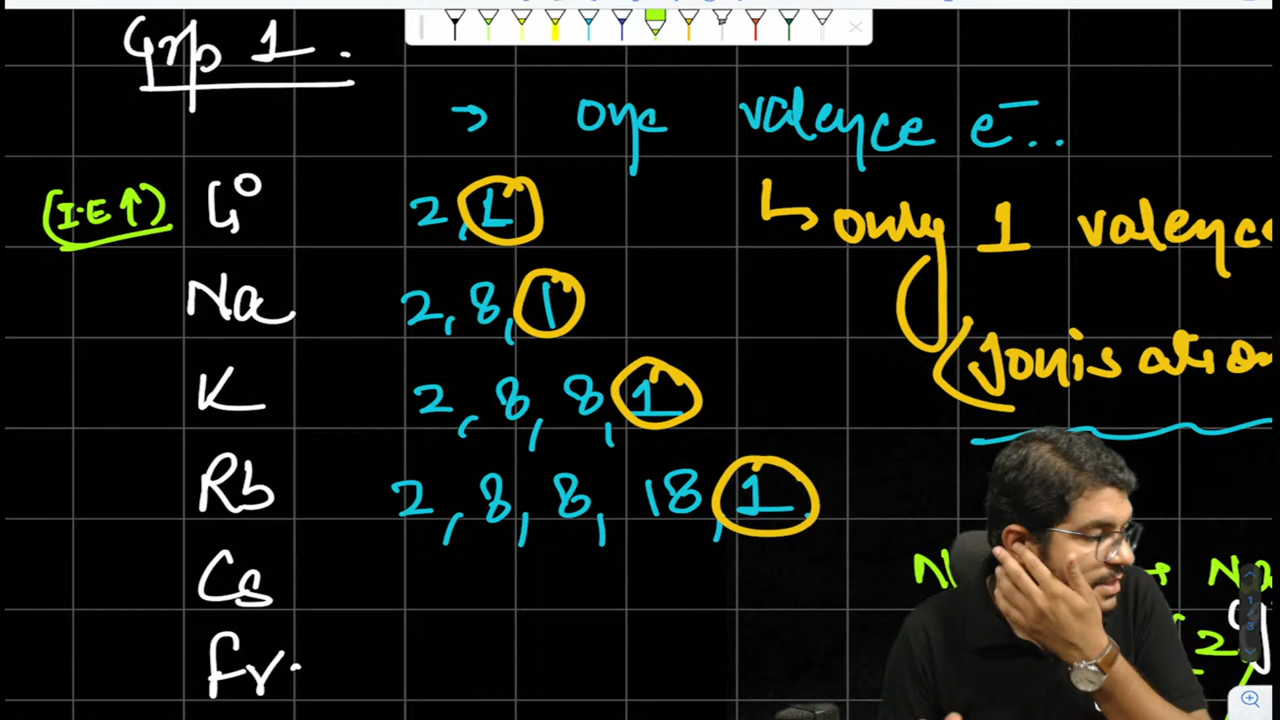 Grp 1.
→ one valence e⁻..
(I.E ↑) Li 2, 1
↳ only 1 valence
Na 2, 8, 1
K 2, 8, 8, 1
(Ionisatio
Rb 2, 8, 8, 18, 1
Cs
Fr.